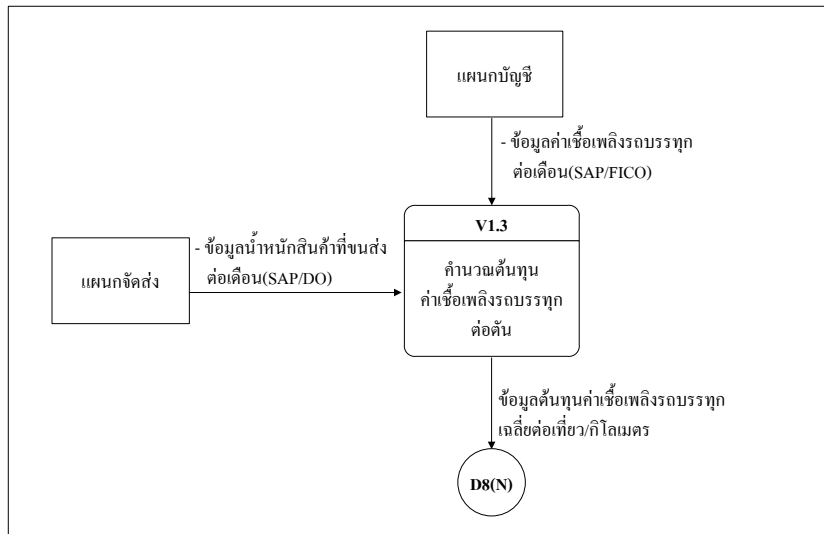 แผนกบัญชี
- ข้อมูลค่าเชื้อเพลิงรถบรรทุก
ต่อเดือน(SAP/FICO)
V1.3
- ข้อมูลน้ำหนักสินค้าที่ขนส่ง
ต่อเดือน(SAP/DO)
แผนกจัดส่ง
คำนวณต้นทุน
ค่าเชื้อเพลิงรถบรรทุก
ต่อตัน
ข้อมูลต้นทุนค่าเชื้อเพลิงรถบรรทุก
เฉลี่ยต่อเที่ยว/กิโลเมตร
D8(N)